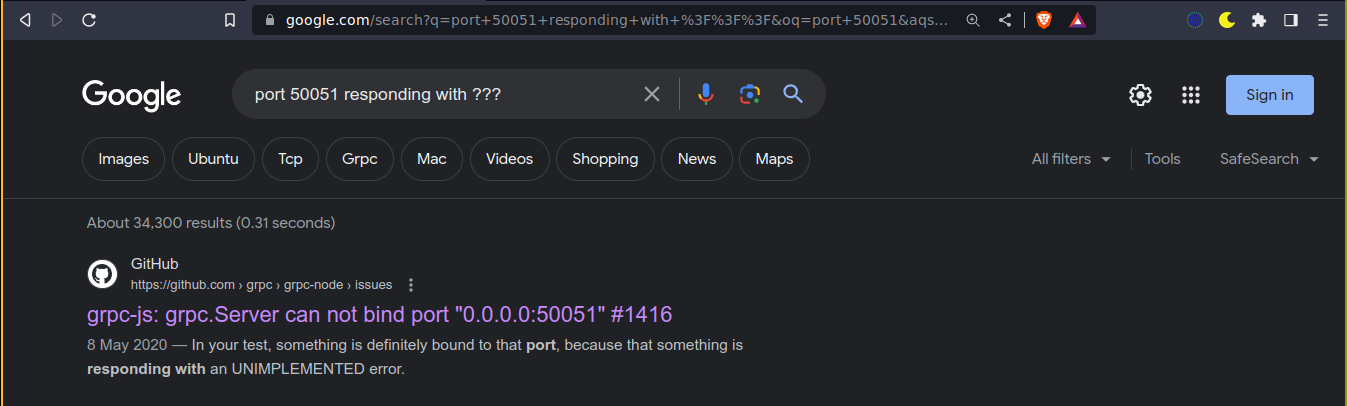 google.com/search?q=port+50051+responding+with+%3F%3F%3F&oq=port+50051&aqs...
Google
port 50051 responding with ???
Sign in
Images Ubuntu Tcp Grpc Mac Videos Shopping News Maps All filters Tools SafeSearch
About 34,300 results (0.31 seconds)
GitHub
https://github.com › grpc › grpc-node › issues
grpc-js: grpc.Server can not bind port "0.0.0.0:50051" #1416
8 May 2020 — In your test, something is definitely bound to that port, because that something is
responding with an UNIMPLEMENTED error.